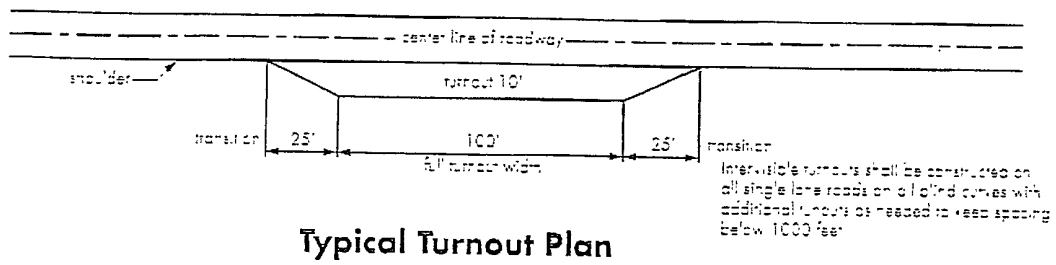 center line of roadway
shoulder
turnout 10'
transition 25' 100' 25' transition
full turnout width
Intervisible turnouts shall be constructed on
all single lane roads on all blind curves with
additional turnouts as needed to keep spacing
below 1000 feet
Typical Turnout Plan